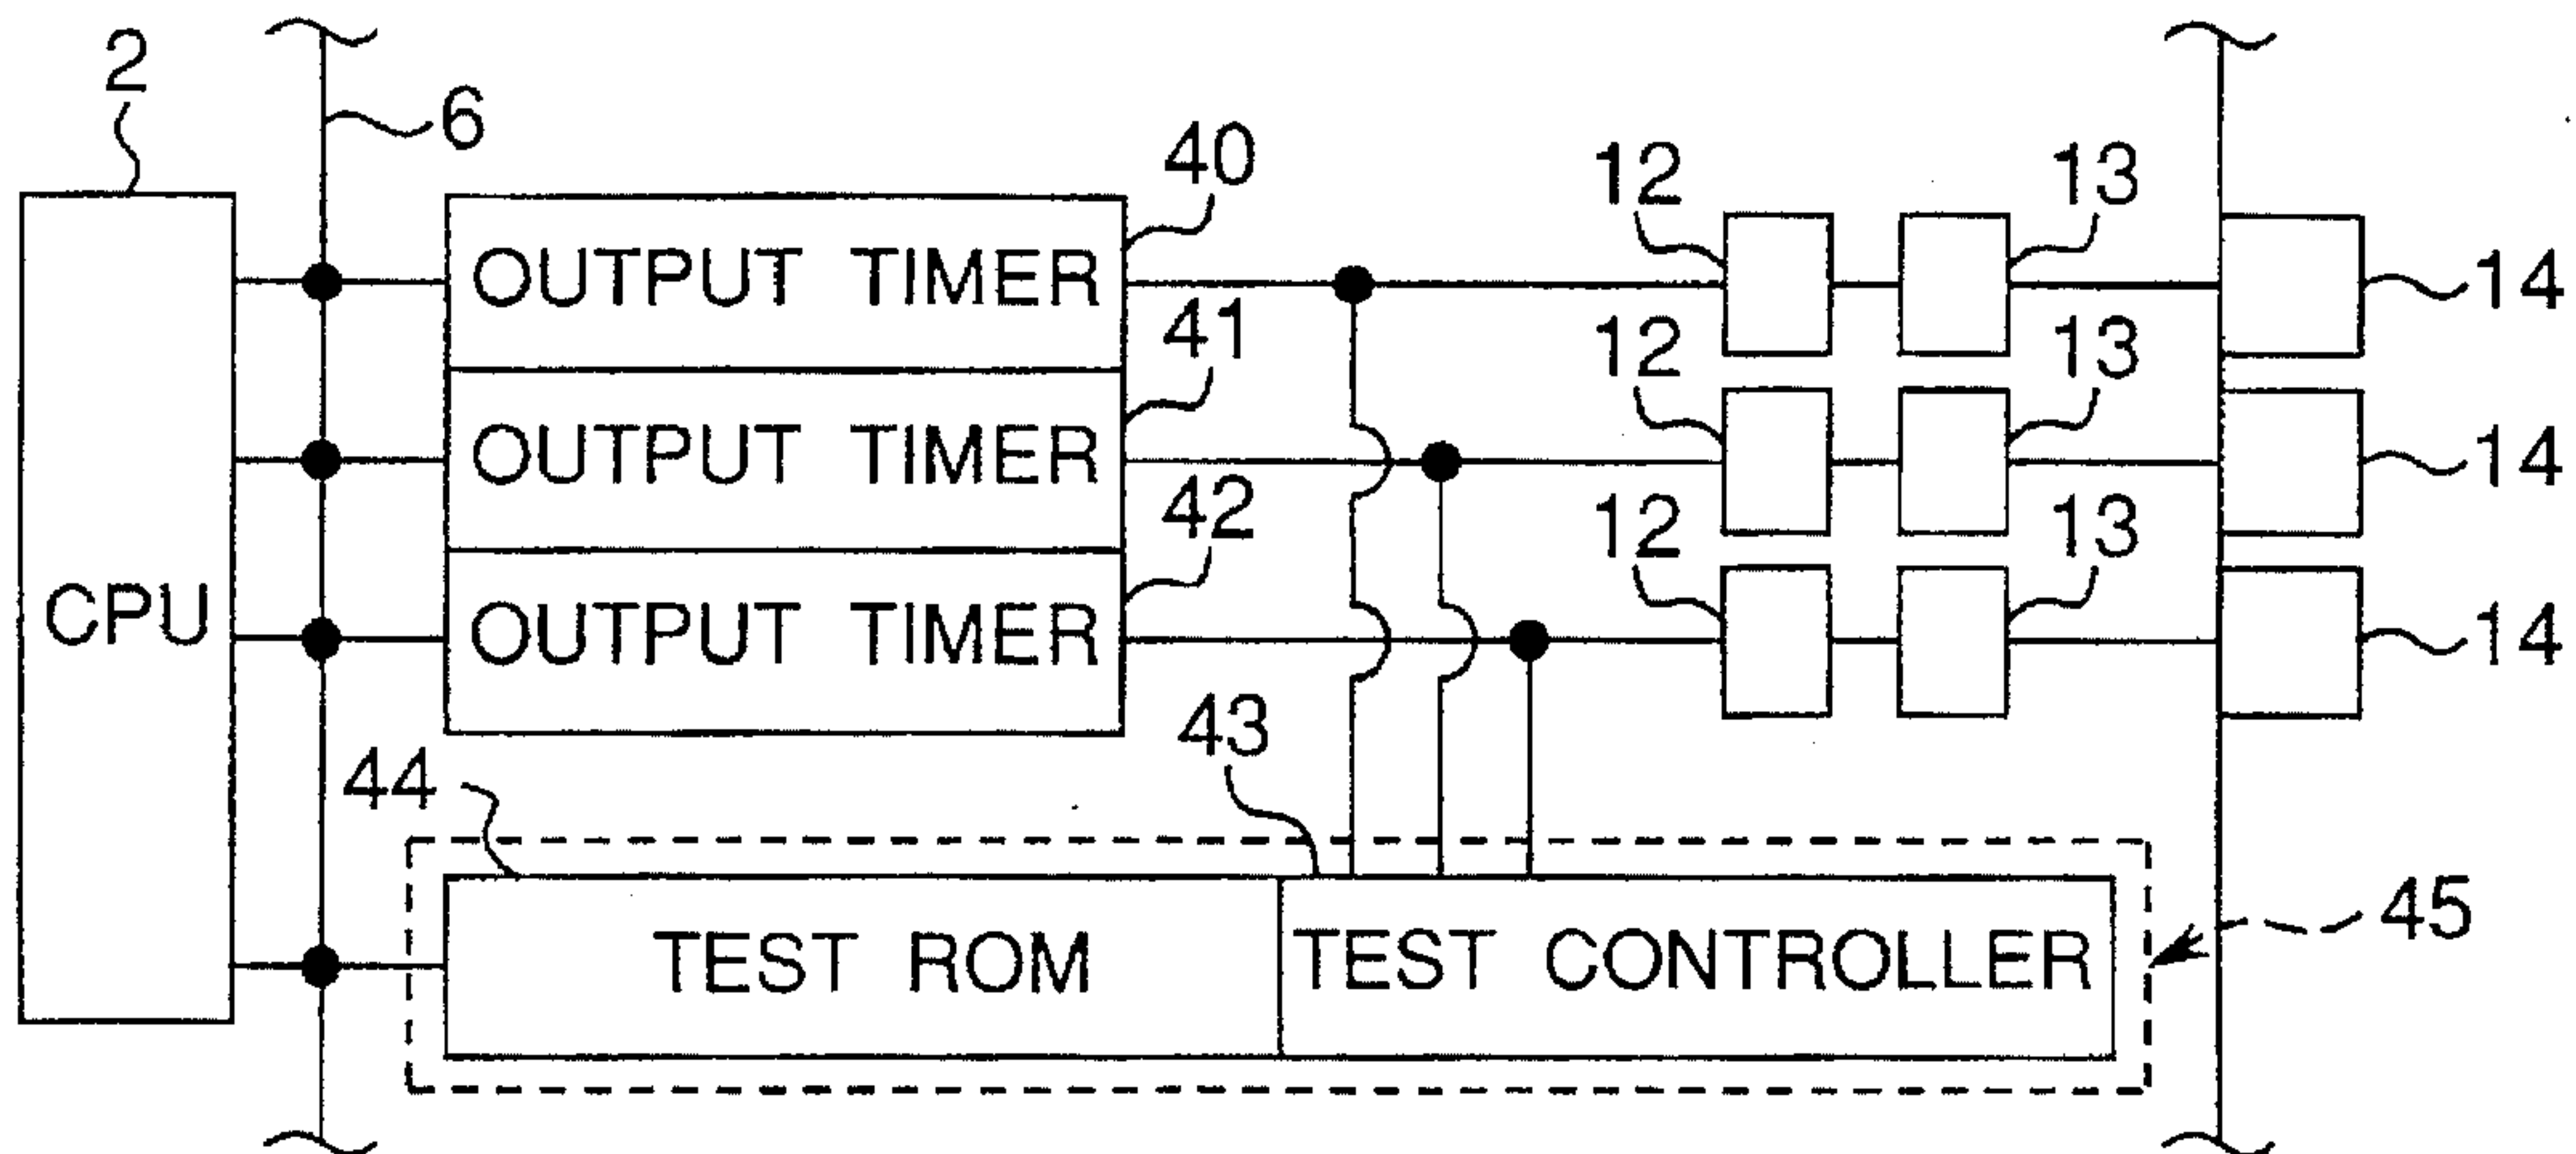 2
6
40
12
13
OUTPUT TIMER
14
41
12
13
OUTPUT TIMER
14
42
12
13
CPU
OUTPUT TIMER
14
43
44
45
TEST ROM
TEST CONTROLLER